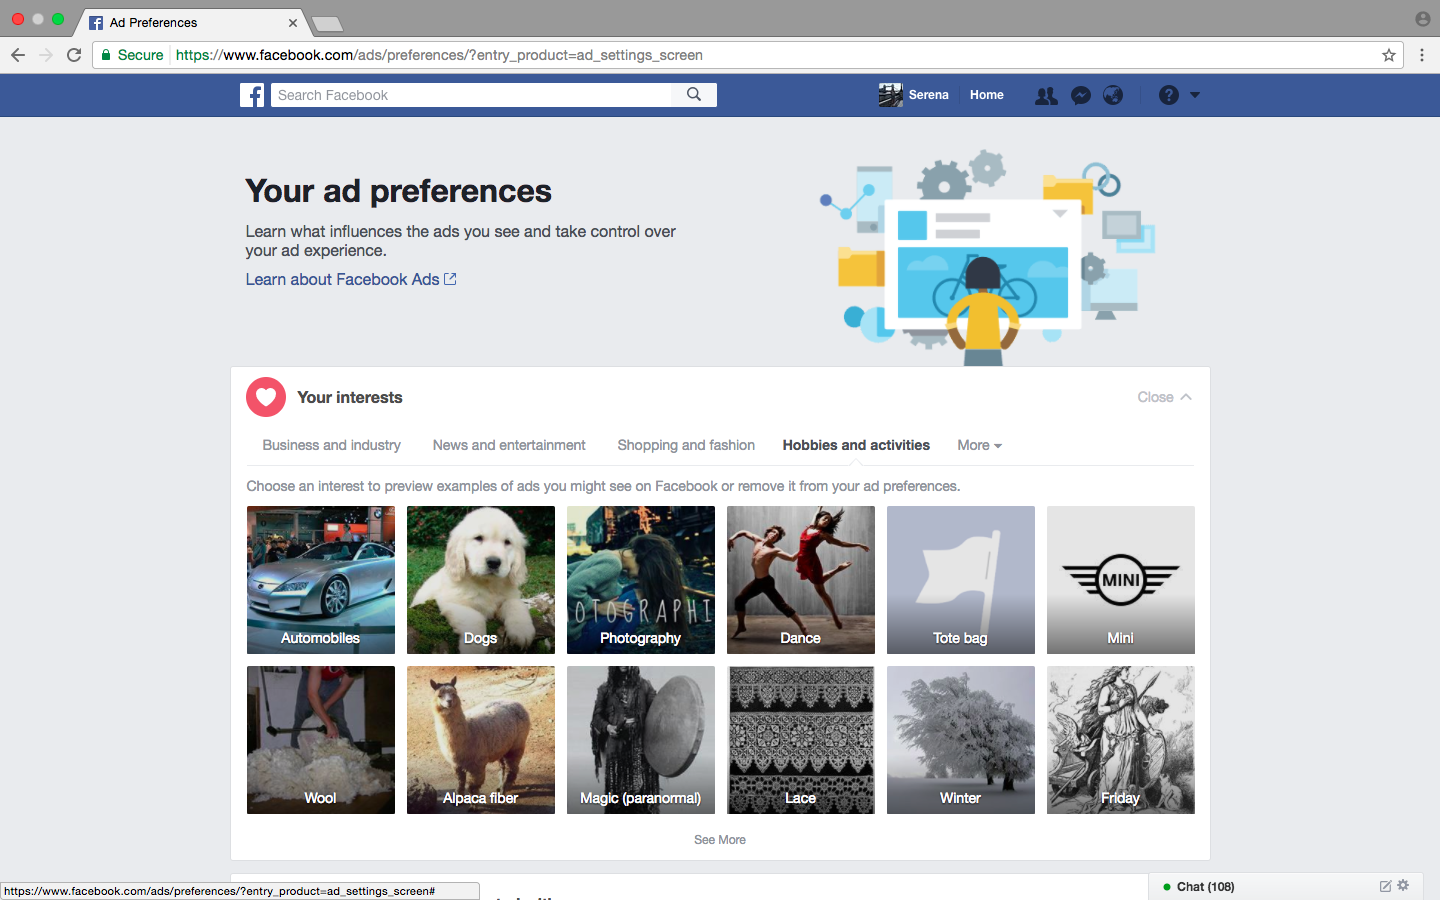 Ad Preferences
Secure https://www.facebook.com/ads/preferences/?entry_product=ad_settings_screen
Search Facebook
Serena
Home
Your ad preferences
Learn what influences the ads you see and take control over
your ad experience.
Learn about Facebook Ads
Your interests
Close
Business and industry
News and entertainment
Shopping and fashion
Hobbies and activities
More
Choose an interest to preview examples of ads you might see on Facebook or remove it from your ad preferences.
Automobiles
Dogs
OTOGRAPHI
Photography
Dance
Tote bag
MINI
Mini
Wool
Alpaca fiber
Magic (paranormal)
Lace
Winter
Friday
See More
https://www.facebook.com/ads/preferences/?entry_product=ad_settings_screen#
Chat (108)